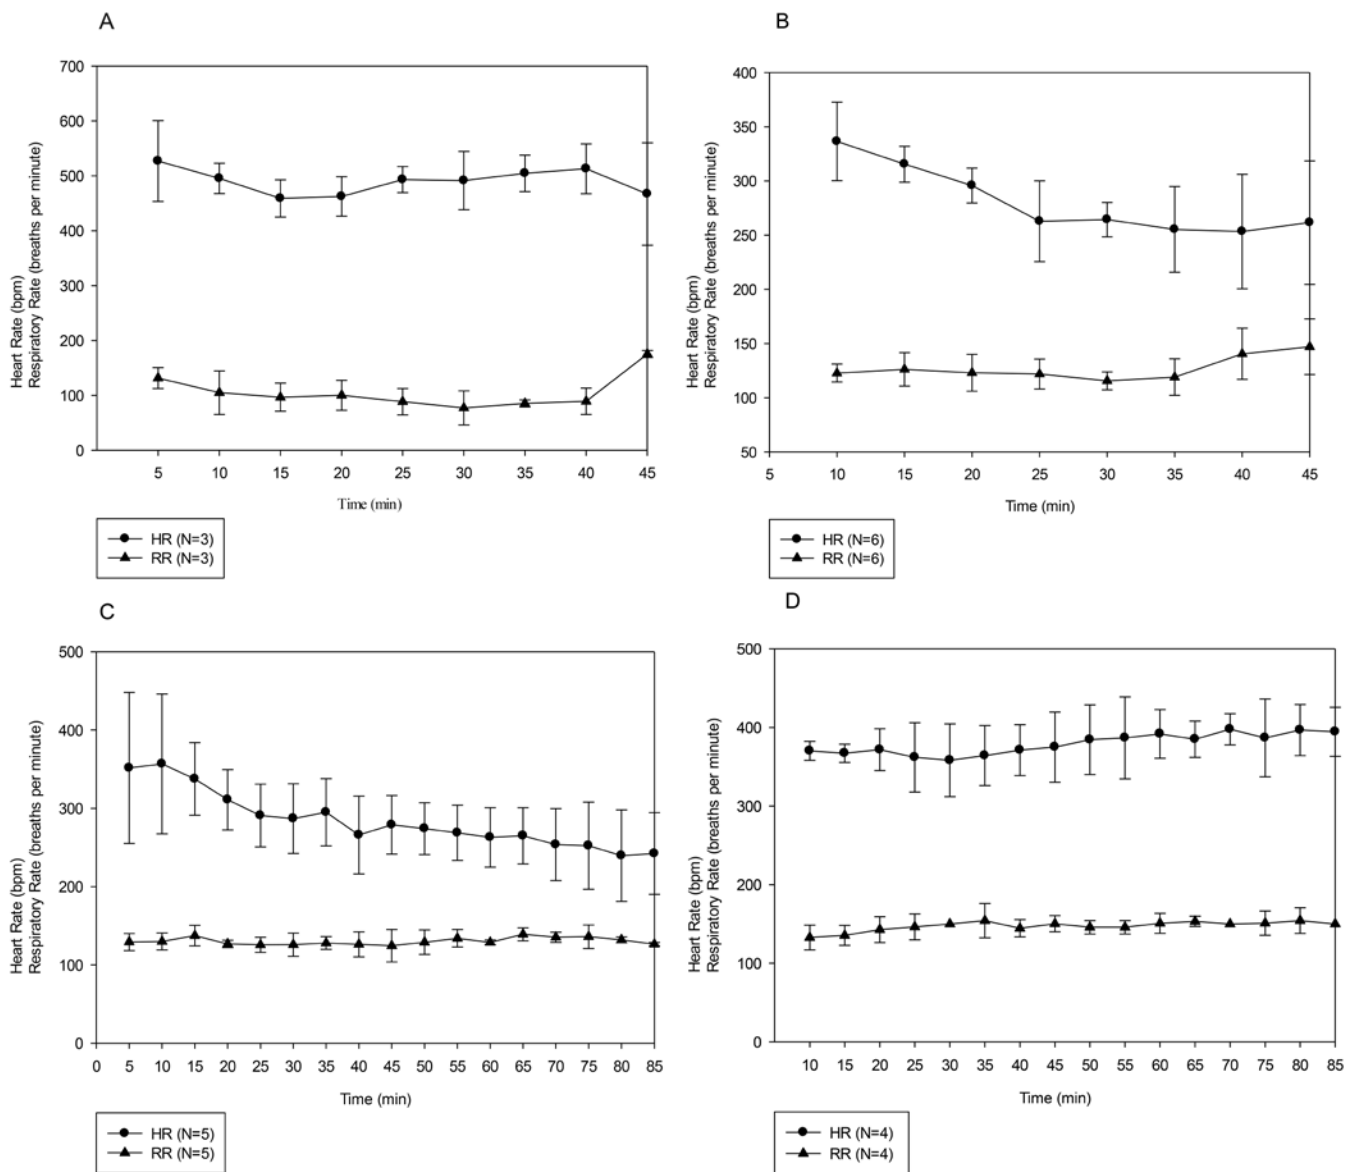 A
700
600
500
400
300
200
100
0
Heart Rate (bpm)
Respiratory Rate (breaths per minute)
5 10 15 20 25 30 35 40 45
Time (min)
HR (N=3)
RR (N=3)
B
400
350
300
250
200
150
100
50
Heart Rate (bpm)
Respiratory Rate (breaths per minute)
5 10 15 20 25 30 35 40 45
Time (min)
HR (N=6)
RR (N=6)
C
500
400
300
200
100
0
Heart Rate (bpm)
Respiratory Rate (breaths per minute)
0 5 10 15 20 25 30 35 40 45 50 55 60 65 70 75 80 85
Time (min)
HR (N=5)
RR (N=5)
D
500
400
300
200
100
0
Heart Rate (bpm)
Respiratory Rate (breaths per minute)
10 15 20 25 30 35 40 45 50 55 60 65 70 75 80 85
Time (min)
HR (N=4)
RR (N=4)